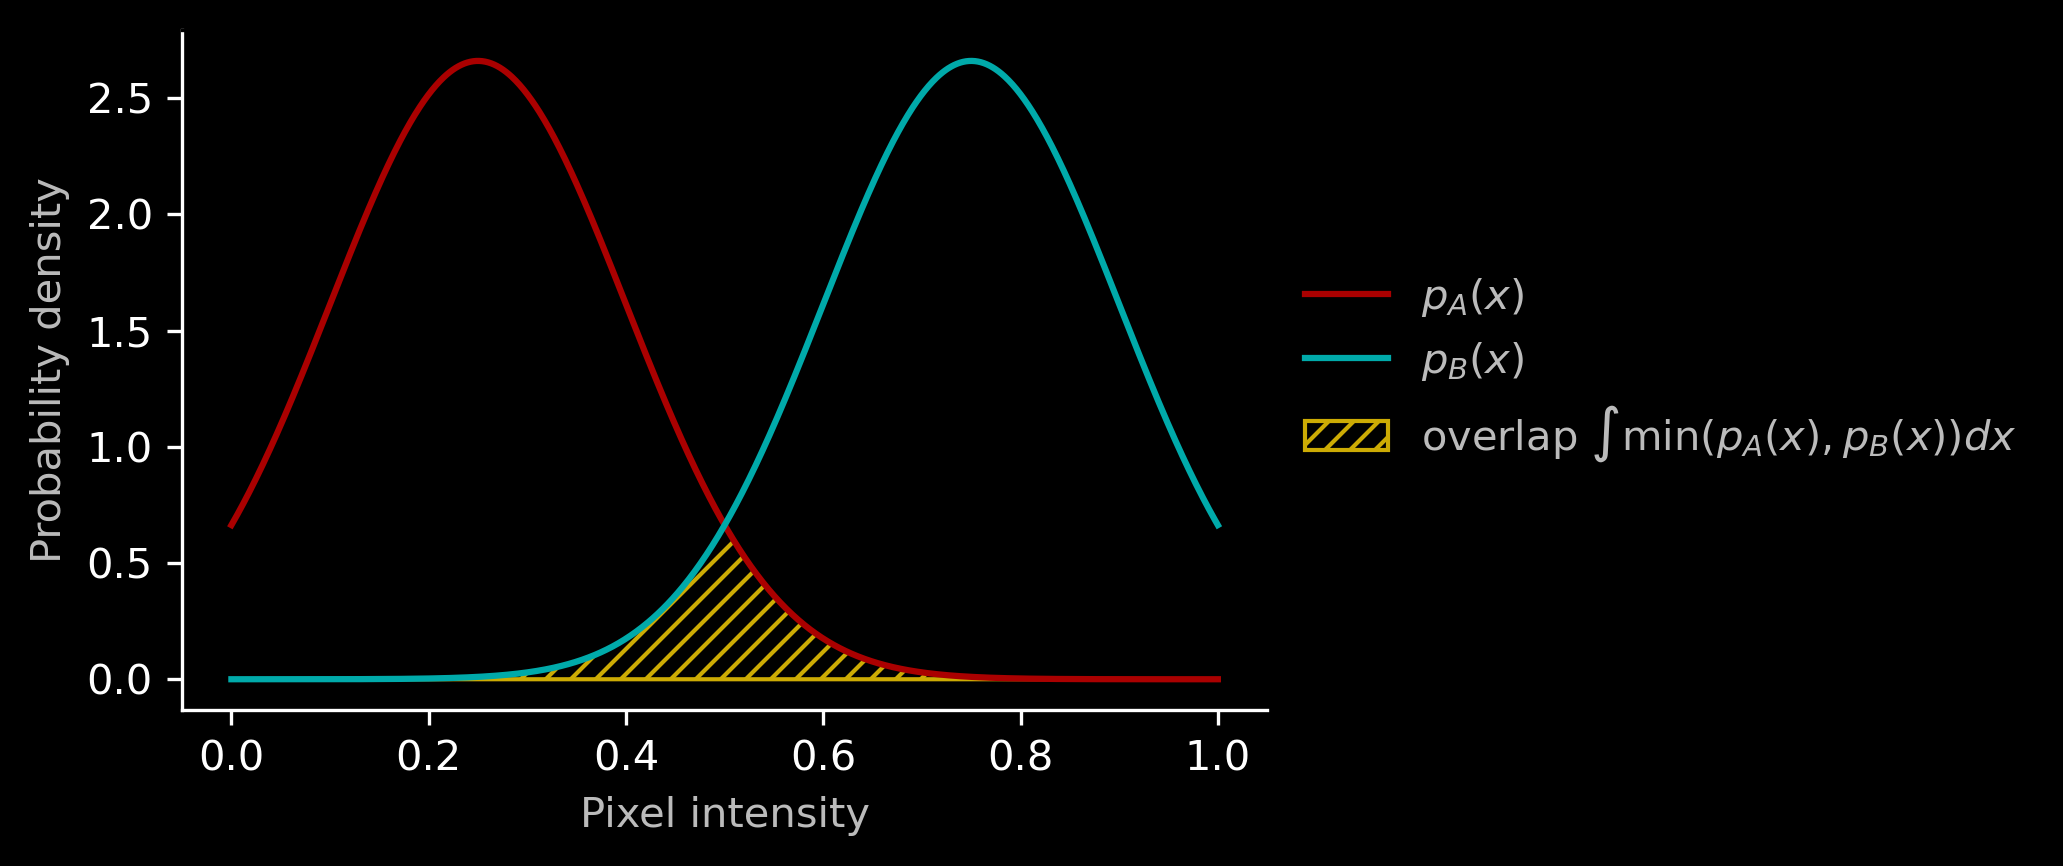 2.5
2.0
1.5
1.0
0.5
0.0
Probability density
0.0 0.2 0.4 0.6 0.8 1.0
Pixel intensity
p_A(x)
p_B(x)
overlap ∫min(p_A(x), p_B(x))dx